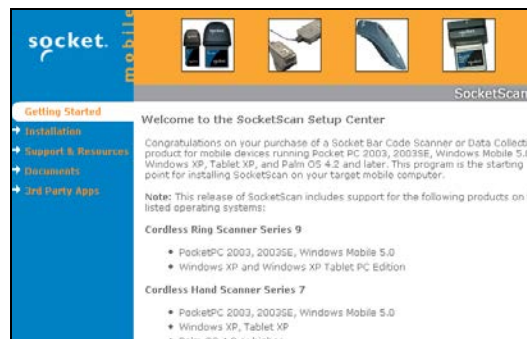 socket.
mobile
SocketScan
Getting Started
Installation
Support & Resources
Documents
3rd Party Apps
Welcome to the SocketScan Setup Center
Congratulations on your purchase of a Socket Bar Code Scanner or Data Collecti
product for mobile devices running Pocket PC 2003, 2003SE, Windows Mobile 5.0
Windows XP, Tablet XP, and Palm OS 4.2 and later. This program is the starting
point for installing SocketScan on your target mobile computer.
Note: This release of SocketScan includes support for the following products on
listed operating systems:
Cordless Ring Scanner Series 9
• PocketPC 2003, 2003SE, Windows Mobile 5.0
• Windows XP and Windows XP Tablet PC Edition
Cordless Hand Scanner Series 7
• PocketPC 2003, 2003SE, Windows Mobile 5.0
• Windows XP, Tablet XP